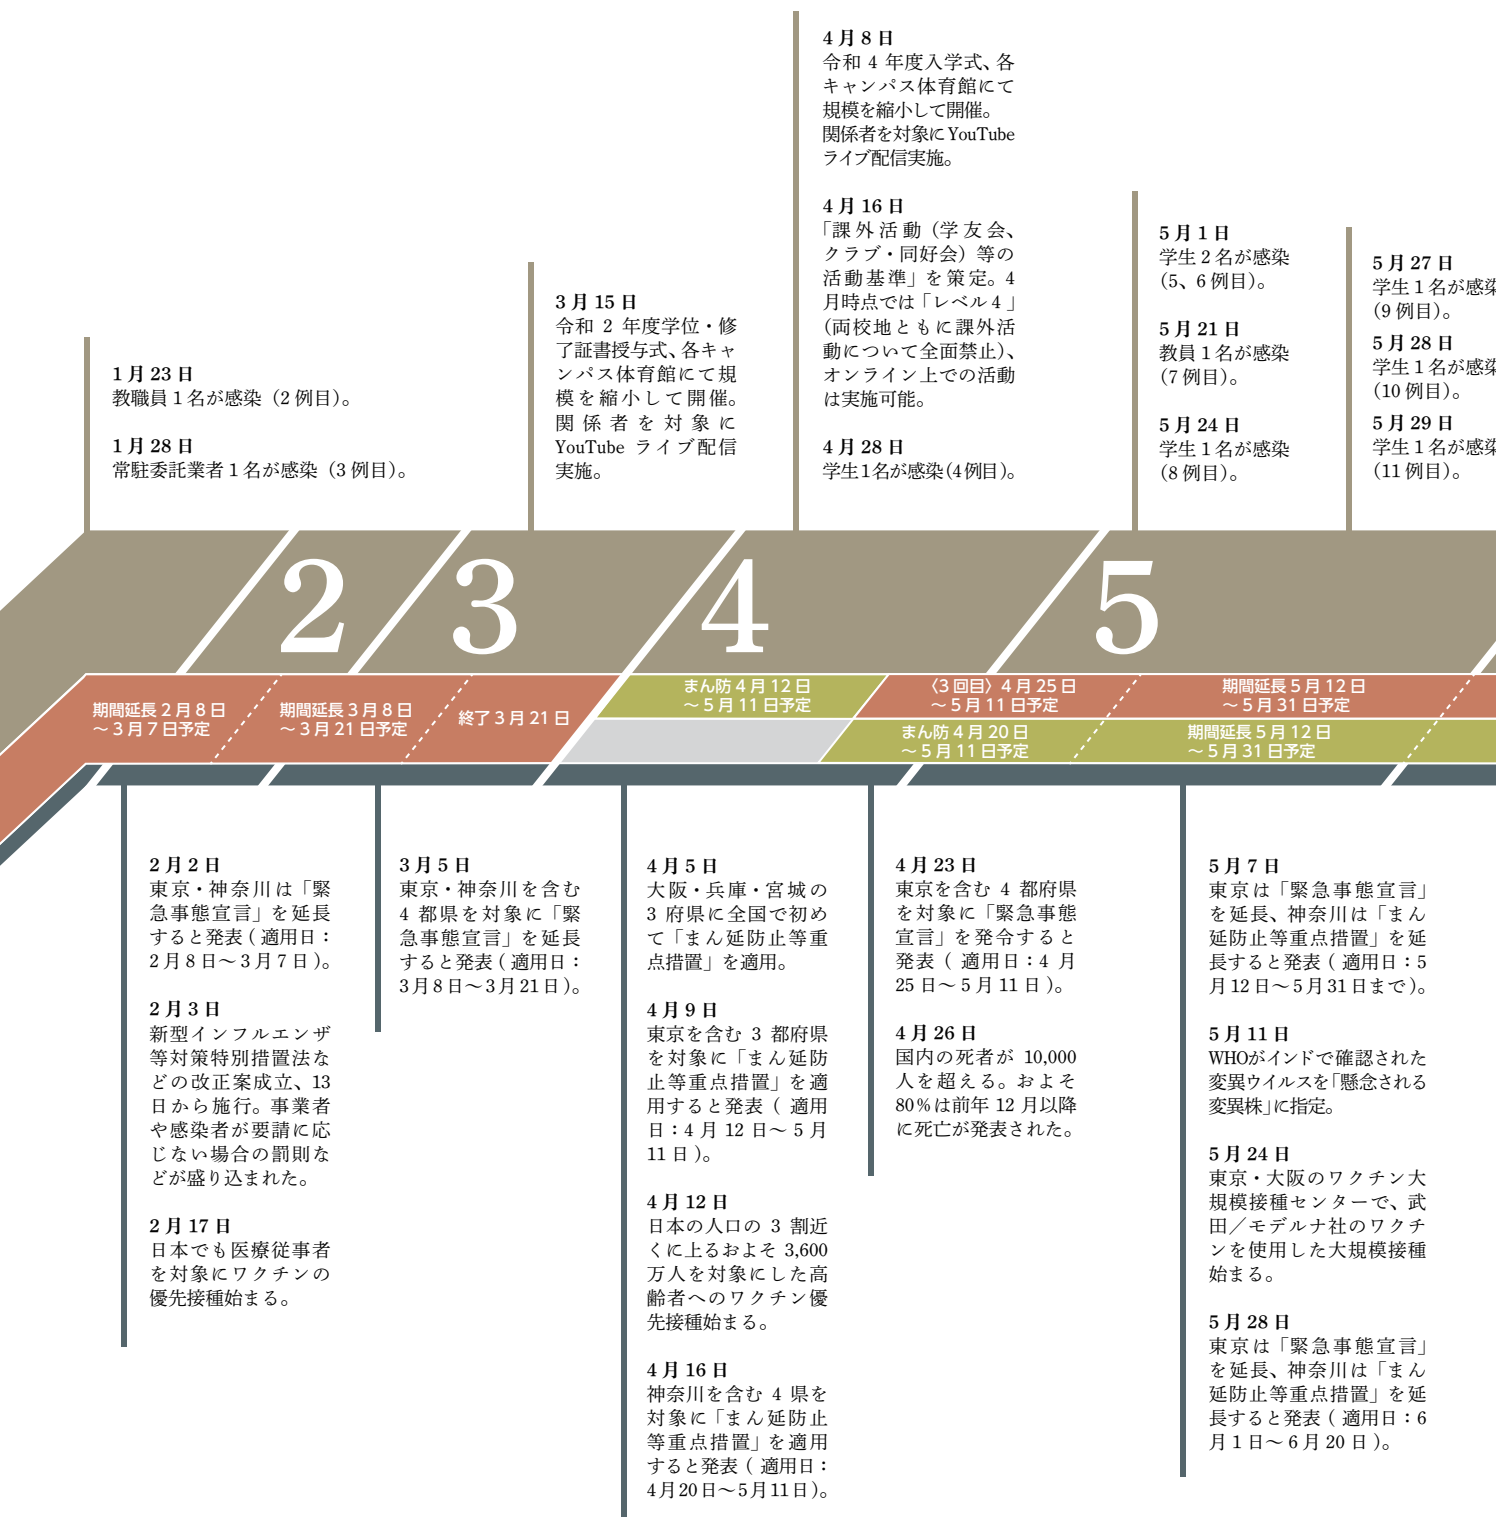 1月23日
教職員1名が感染（2例目）。
1月28日
常駐委託業者1名が感染（3例目）。
3月15日
令和 2 年度学位・修
了証書授与式、各キャ
ンパス体育館にて規
模を縮小して開催。
関係者を対象に
YouTube ライブ配信
実施。
4月8日
令和 4 年度入学式、各
キャンパス体育館にて
規模を縮小して開催。
関係者を対象にYouTube
ライブ配信実施。
4月16日
「課外活動（学友会、
クラブ・同好会）等の
活動基準」を策定。4
月時点では「レベル4」
（両校地ともに課外活
動について全面禁止）、
オンライン上での活動
は実施可能。
4月28日
学生1名が感染（4例目）。
5月1日
学生2名が感染
（5、6例目）。
5月21日
教員1名が感染
（7例目）。
5月24日
学生1名が感染
（8例目）。
5月27日
学生1名が感染
（9例目）。
5月28日
学生1名が感染
（10例目）。
5月29日
学生1名が感染
（11例目）。
2
3
4
5
期間延長2月8日
～3月7日予定
期間延長3月8日
～3月21日予定
終了3月21日
まん防4月12日
～5月11日予定
〈3回目〉4月25日
～5月11日予定
期間延長5月12日
～5月31日予定
まん防4月20日
～5月11日予定
期間延長5月12日
～5月31日予定
2月2日
東京・神奈川は「緊
急事態宣言」を延長
すると発表（適用日：
2月8日～3月7日）。
2月3日
新型インフルエンザ
等対策特別措置法な
どの改正案成立、13
日から施行。事業者
や感染者が要請に応
じない場合の罰則な
どが盛り込まれた。
2月17日
日本でも医療従事者
を対象にワクチンの
優先接種始まる。
3月5日
東京・神奈川を含む
4 都県を対象に「緊
急事態宣言」を延長
すると発表（適用日：
3月8日～3月21日）。
4月5日
大阪・兵庫・宮城の
3 府県に全国で初め
て「まん延防止等重
点措置」を適用。
4月9日
東京を含む 3 都府県
を対象に「まん延防
止等重点措置」を適
用すると発表（ 適用
日：4 月 12 日～ 5 月
11 日）。
4月12日
日本の人口の 3 割近
くに上るおよそ 3,600
万人を対象にした高
齢者へのワクチン優
先接種始まる。
4月16日
神奈川を含む 4 県を
対象に「まん延防止
等重点措置」を適用
すると発表（ 適用日：
4月20日～5月11日）。
4月23日
東京を含む 4 都府県
を対象に「緊急事態
宣言」を発令すると
発表（ 適用日：4 月
25日～5月11日）。
4月26日
国内の死者が 10,000
人を超える。およそ
80％は前年 12 月以降
に死亡が発表された。
5月7日
東京は「緊急事態宣言」
を延長、神奈川は「まん
延防止等重点措置」を延
長すると発表（ 適用日：5
月12日～5月31日まで）。
5月11日
WHOがインドで確認された
変異ウイルスを「懸念される
変異株」に指定。
5月24日
東京・大阪のワクチン大
規模接種センターで、武
田／モデルナ社のワクチ
ンを使用した大規模接種
始まる。
5月28日
東京は「緊急事態宣言」
を延長、神奈川は「まん
延防止等重点措置」を延
長すると発表（ 適用日：6
月1日～6月20日）。